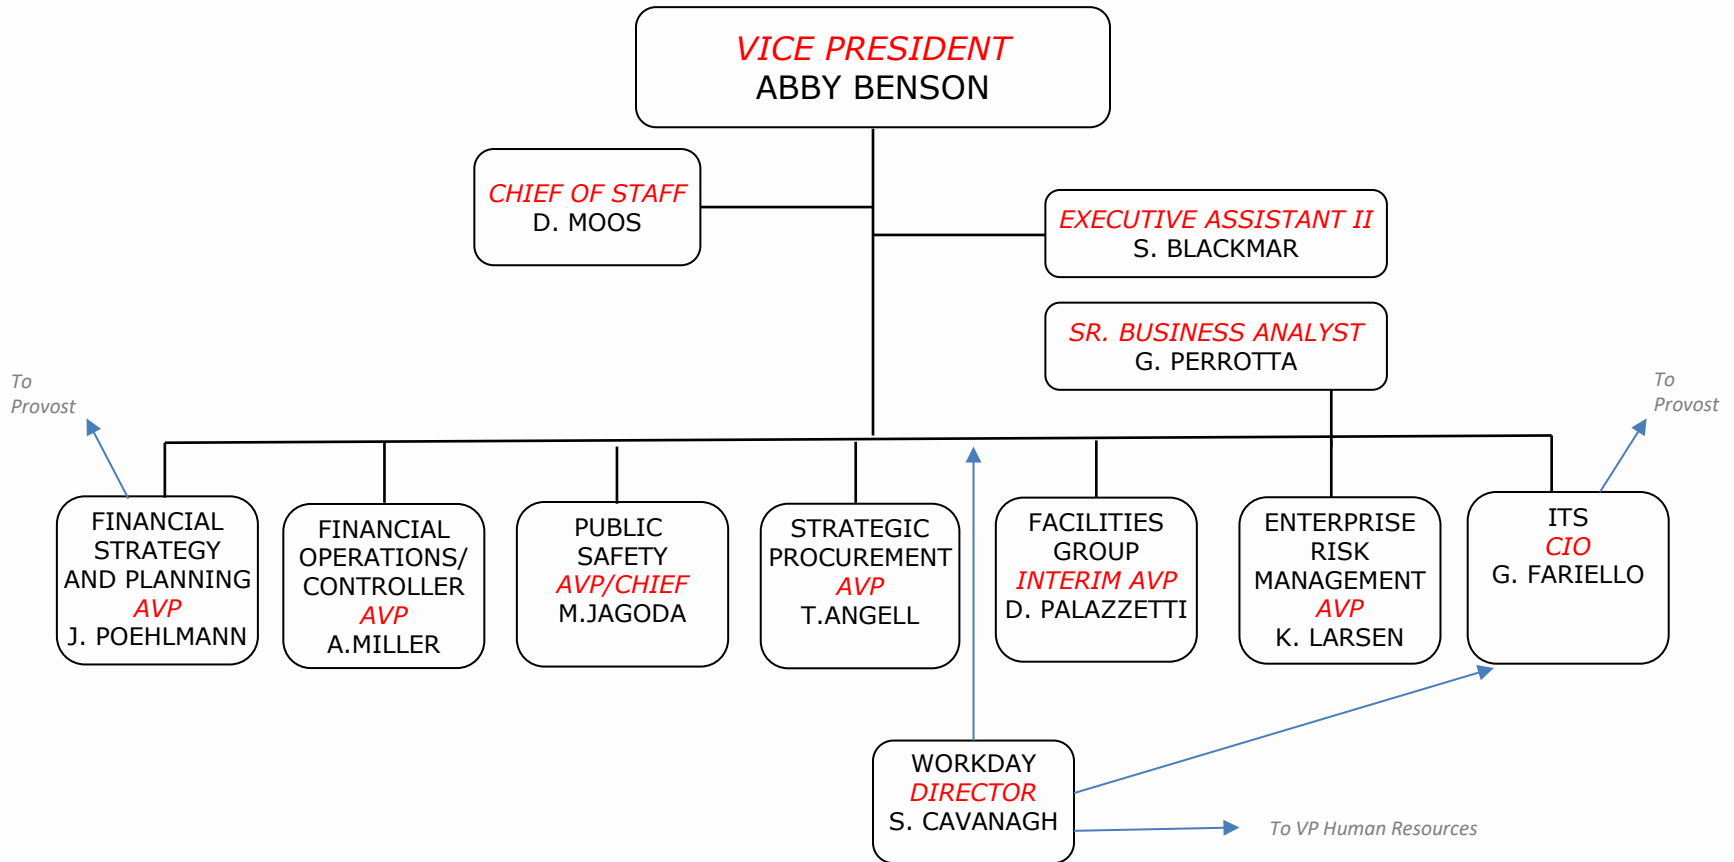 VICE PRESIDENT
ABBY BENSON
CHIEF OF STAFF
D. MOOS
EXECUTIVE ASSISTANT II
S. BLACKMAR
SR. BUSINESS ANALYST
G. PERROTTA
To
Provost
To
Provost
FINANCIAL
STRATEGY
AND PLANNING
AVP
J. POEHLMANN
FINANCIAL
OPERATIONS/
CONTROLLER
AVP
A.MILLER
PUBLIC
SAFETY
AVP/CHIEF
M.JAGODA
STRATEGIC
PROCUREMENT
AVP
T.ANGELL
FACILITIES
GROUP
INTERIM AVP
D. PALAZZETTI
ENTERPRISE
RISK
MANAGEMENT
AVP
K. LARSEN
ITS
CIO
G. FARIELLO
WORKDAY
DIRECTOR
S. CAVANAGH
To VP Human Resources